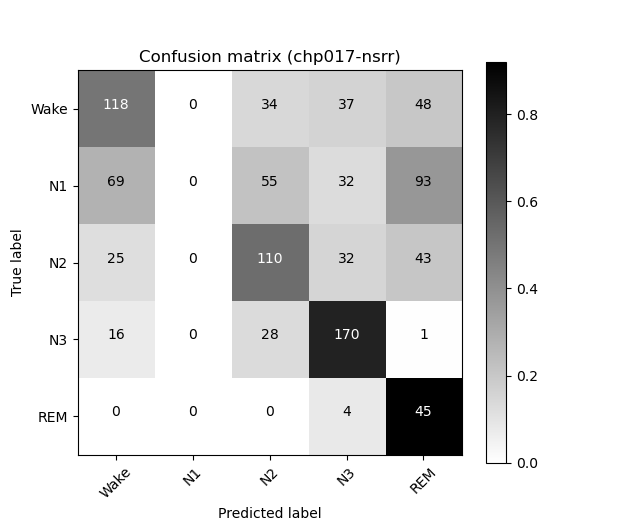 Confusion matrix (chp017-nsrr)
Wake 118 0 34 37 48
N1 69 0 55 32 93
N2 25 0 110 32 43
N3 16 0 28 170 1
REM 0 0 0 4 45
Wake N1 N2 N3 REM
Predicted label
True label
0.8
0.6
0.4
0.2
0.0